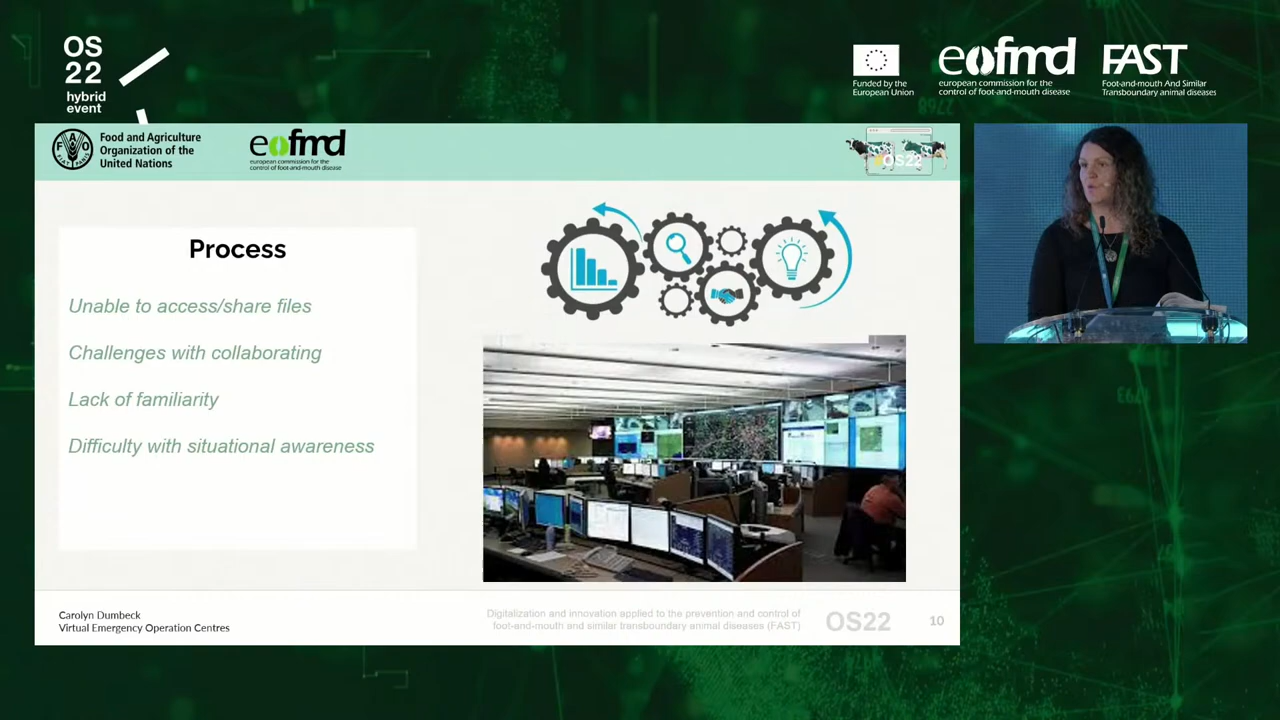 OS
22
hybrid
event
Funded by the
European Union
eofmd
european commission for the
control of foot-and-mouth disease
FAST
Foot-and-mouth And Similar
Transboundary animal diseases
Food and Agriculture
Organization of the
United Nations
eofmd
european commission for the
control of foot-and-mouth disease
#OS22
Process
Unable to access/share files
Challenges with collaborating
Lack of familiarity
Difficulty with situational awareness
Carolyn Dumbeck
Virtual Emergency Operation Centres
Digitalization and innovation applied to the prevention and control of
foot-and-mouth and similar transboundary animal diseases (FAST)
OS22
10